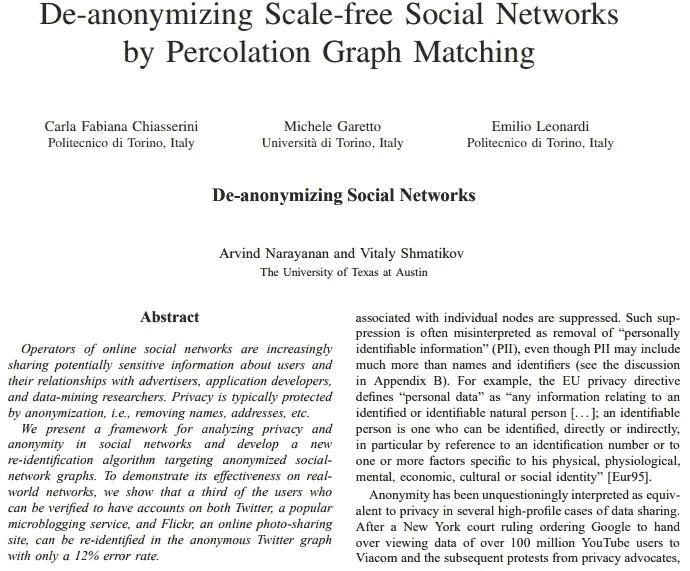 De-anonymizing Scale-free Social Networks
by Percolation Graph Matching
Carla Fabiana Chiasserini
Politecnico di Torino, Italy
Michele Garetto
Università di Torino, Italy
Emilio Leonardi
Politecnico di Torino, Italy
De-anonymizing Social Networks
Arvind Narayanan and Vitaly Shmatikov
The University of Texas at Austin
Abstract
Operators of online social networks are increasingly
sharing potentially sensitive information about users and
their relationships with advertisers, application developers,
and data-mining researchers. Privacy is typically protected
by anonymization, i.e., removing names, addresses, etc.
We present a framework for analyzing privacy and
anonymity in social networks and develop a new
re-identification algorithm targeting anonymized social-
network graphs. To demonstrate its effectiveness on real-
world networks, we show that a third of the users who
can be verified to have accounts on both Twitter, a popular
microblogging service, and Flickr, an online photo-sharing
site, can be re-identified in the anonymous Twitter graph
with only a 12% error rate.
associated with individual nodes are suppressed. Such sup-
pression is often misinterpreted as removal of “personally
identifiable information” (PII), even though PII may include
much more than names and identifiers (see the discussion
in Appendix B). For example, the EU privacy directive
defines “personal data” as “any information relating to an
identified or identifiable natural person [...]; an identifiable
person is one who can be identified, directly or indirectly,
in particular by reference to an identification number or to
one or more factors specific to his physical, physiological,
mental, economic, cultural or social identity” [Eur95].
Anonymity has been unquestioningly interpreted as equiv-
alent to privacy in several high-profile cases of data sharing.
After a New York court ruling ordering Google to hand
over viewing data of over 100 million YouTube users to
Viacom and the subsequent protests from privacy advocates,